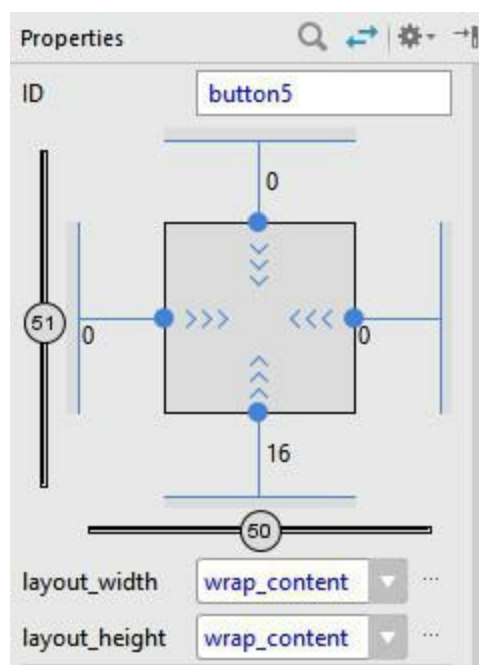 Properties
ID
button5
0
51
0
0
16
50
layout_width
wrap_content
...
layout_height
wrap_content
...